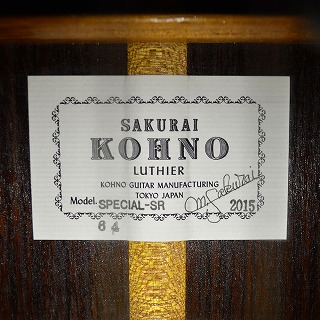 SAKURAI
KOHNO
LUTHIER
KOHNO GUITAR MANUFACTURING
TOKYO JAPAN
Model. SPECIAL-SR 2015
64